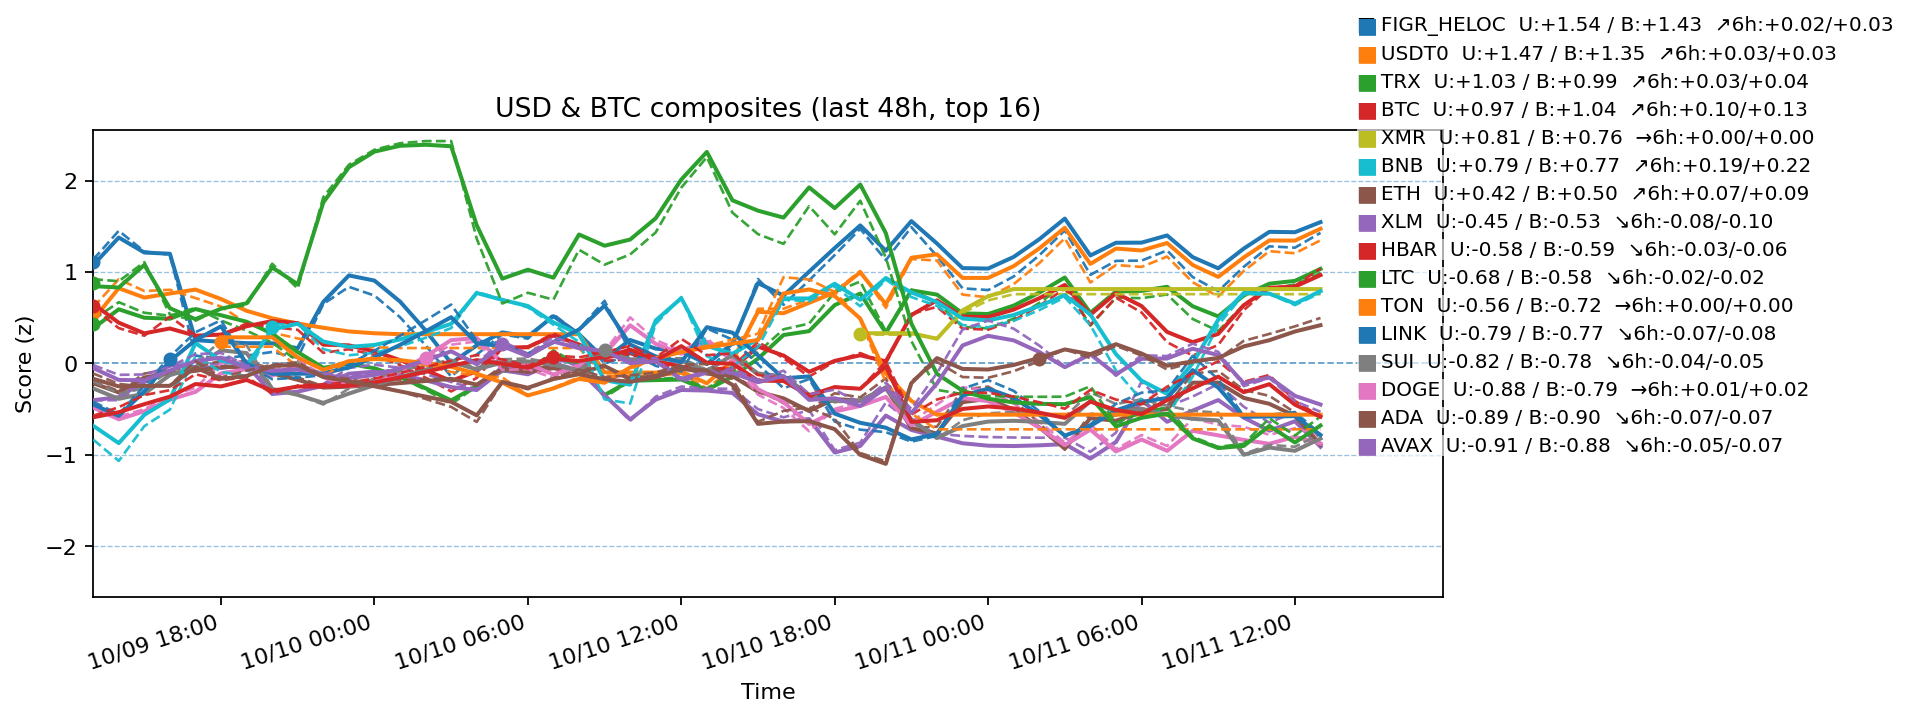 FIGR_HELOC U:+1.54 / B:+1.43 ↗6h:+0.02/+0.03
USDT0 U:+1.47 / B:+1.35 ↗6h:+0.03/+0.03
TRX U:+1.03 / B:+0.99 ↗6h:+0.03/+0.04
BTC U:+0.97 / B:+1.04 ↗6h:+0.10/+0.13
XMR U:+0.81 / B:+0.76 →6h:+0.00/+0.00
BNB U:+0.79 / B:+0.77 ↗6h:+0.19/+0.22
ETH U:+0.42 / B:+0.50 ↗6h:+0.07/+0.09
XLM U:-0.45 / B:-0.53 ↘6h:-0.08/-0.10
HBAR U:-0.58 / B:-0.59 ↘6h:-0.03/-0.06
LTC U:-0.68 / B:-0.58 ↘6h:-0.02/-0.02
TON U:-0.56 / B:-0.72 →6h:+0.00/+0.00
LINK U:-0.79 / B:-0.77 ↘6h:-0.07/-0.08
SUI U:-0.82 / B:-0.78 ↘6h:-0.04/-0.05
DOGE U:-0.88 / B:-0.79 →6h:+0.01/+0.02
ADA U:-0.89 / B:-0.90 ↘6h:-0.07/-0.07
AVAX U:-0.91 / B:-0.88 ↘6h:-0.05/-0.07
USD & BTC composites (last 48h, top 16)
Score (z)
2
1
0
−1
−2
10/09 18:00
10/10 00:00
10/10 06:00
10/10 12:00
10/10 18:00
10/11 00:00
10/11 06:00
10/11 12:00
Time